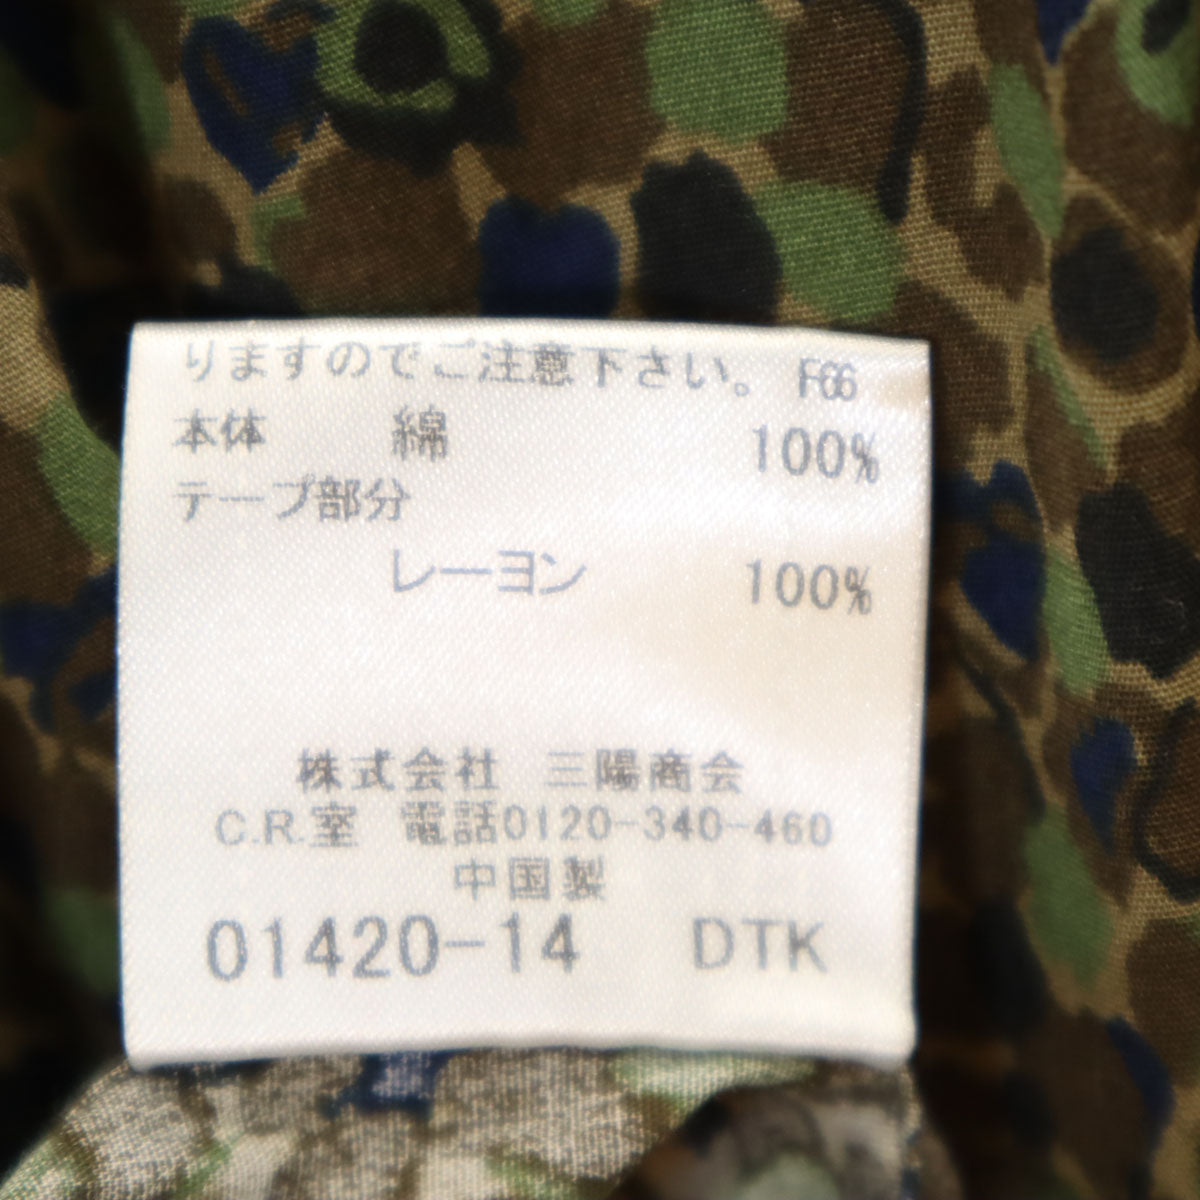 りますのでご注意下さい。 F66
本体 綿 100%
テープ部分
レーヨン 100%
株式会社 三陽商会
C.R.室 電話0120-340-460
中国製
01420-14 DTK